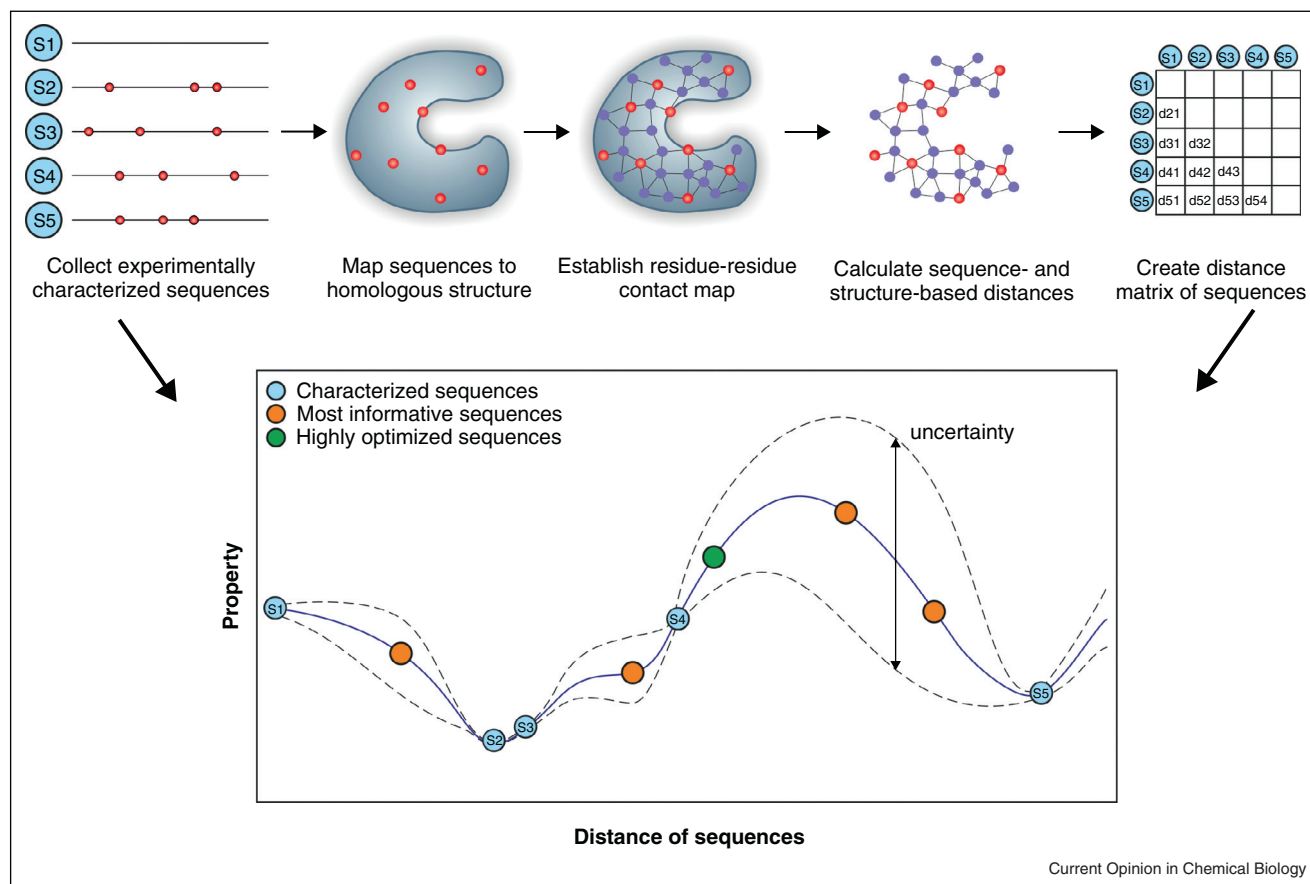 S1
S2
S3
S4
S5
Collect experimentally
characterized sequences
Map sequences to
homologous structure
Establish residue-residue
contact map
Calculate sequence- and
structure-based distances
S1 S2 S3 S4 S5
S1
S2 d21
S3 d31 d32
S4 d41 d42 d43
S5 d51 d52 d53 d54
Create distance
matrix of sequences
Characterized sequences
Most informative sequences
Highly optimized sequences
uncertainty
Property
S1
S2
S3
S4
S5
Distance of sequences
Current Opinion in Chemical Biology